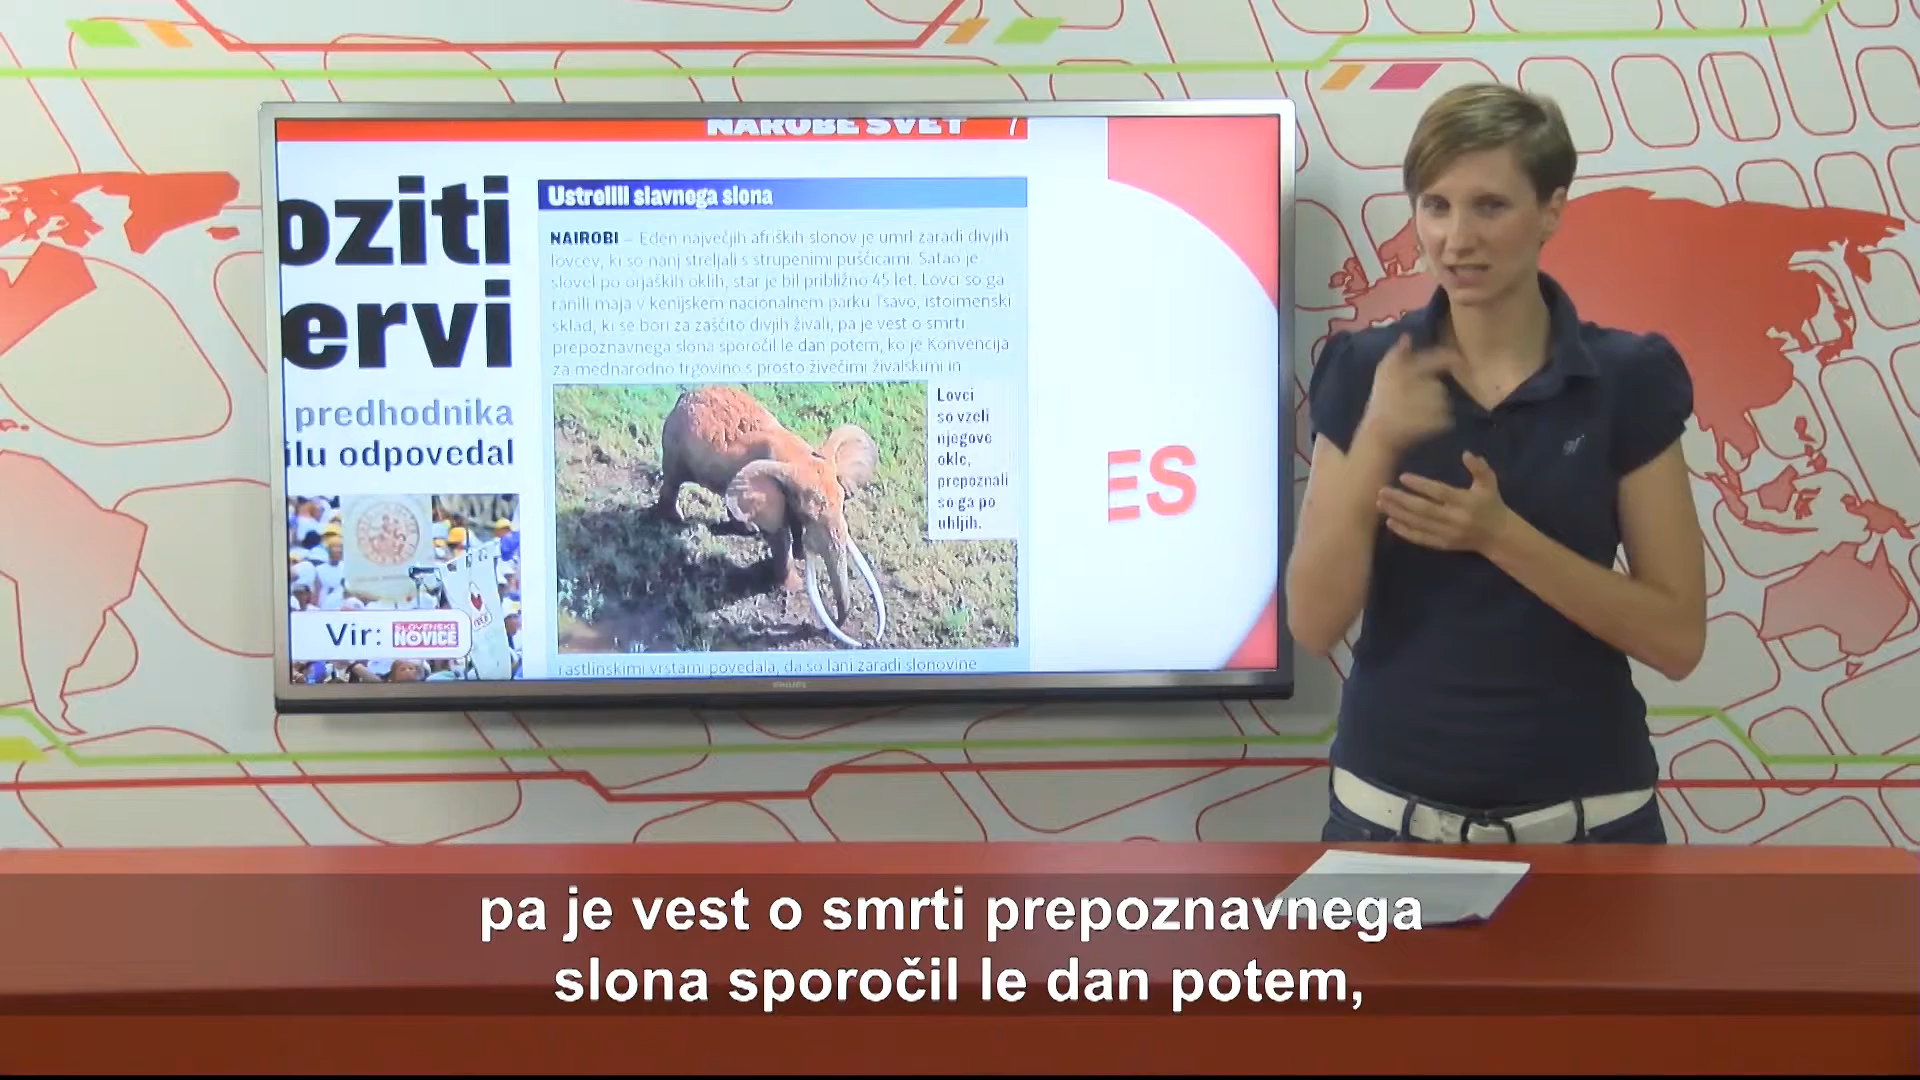 NAROBE SVET 7
oziti
ervi
predhodnika
ilu odpovedal
Vir: SLOVENSKE NOVICE
Ustrelili slavnega slona
NAIROBI – Eden največjih afriških slonov je umrl zaradi divjih
lovcev, ki so nanj streljali s strupenimi puščicami. Satao je
slovel po orjaških oklih, star je bil približno 45 let. Lovci so ga
ranili maja v kenijskem nacionalnem parku Tsavo, istoimenski
sklad, ki se bori za zaščito divjih živali, pa je vest o smrti
prepoznavnega slona sporočil le dan potem, ko je Konvencija
za mednarodno trgovino s prosto živečimi živalskimi in
Lovci
so vzeli
njegove
okle,
prepoznali
so ga po
uhljih.
rastlinskimi vrstami povedala, da so lani zaradi slonovine
ES
PHILIPS
pa je vest o smrti prepoznavnega
slona sporočil le dan potem,